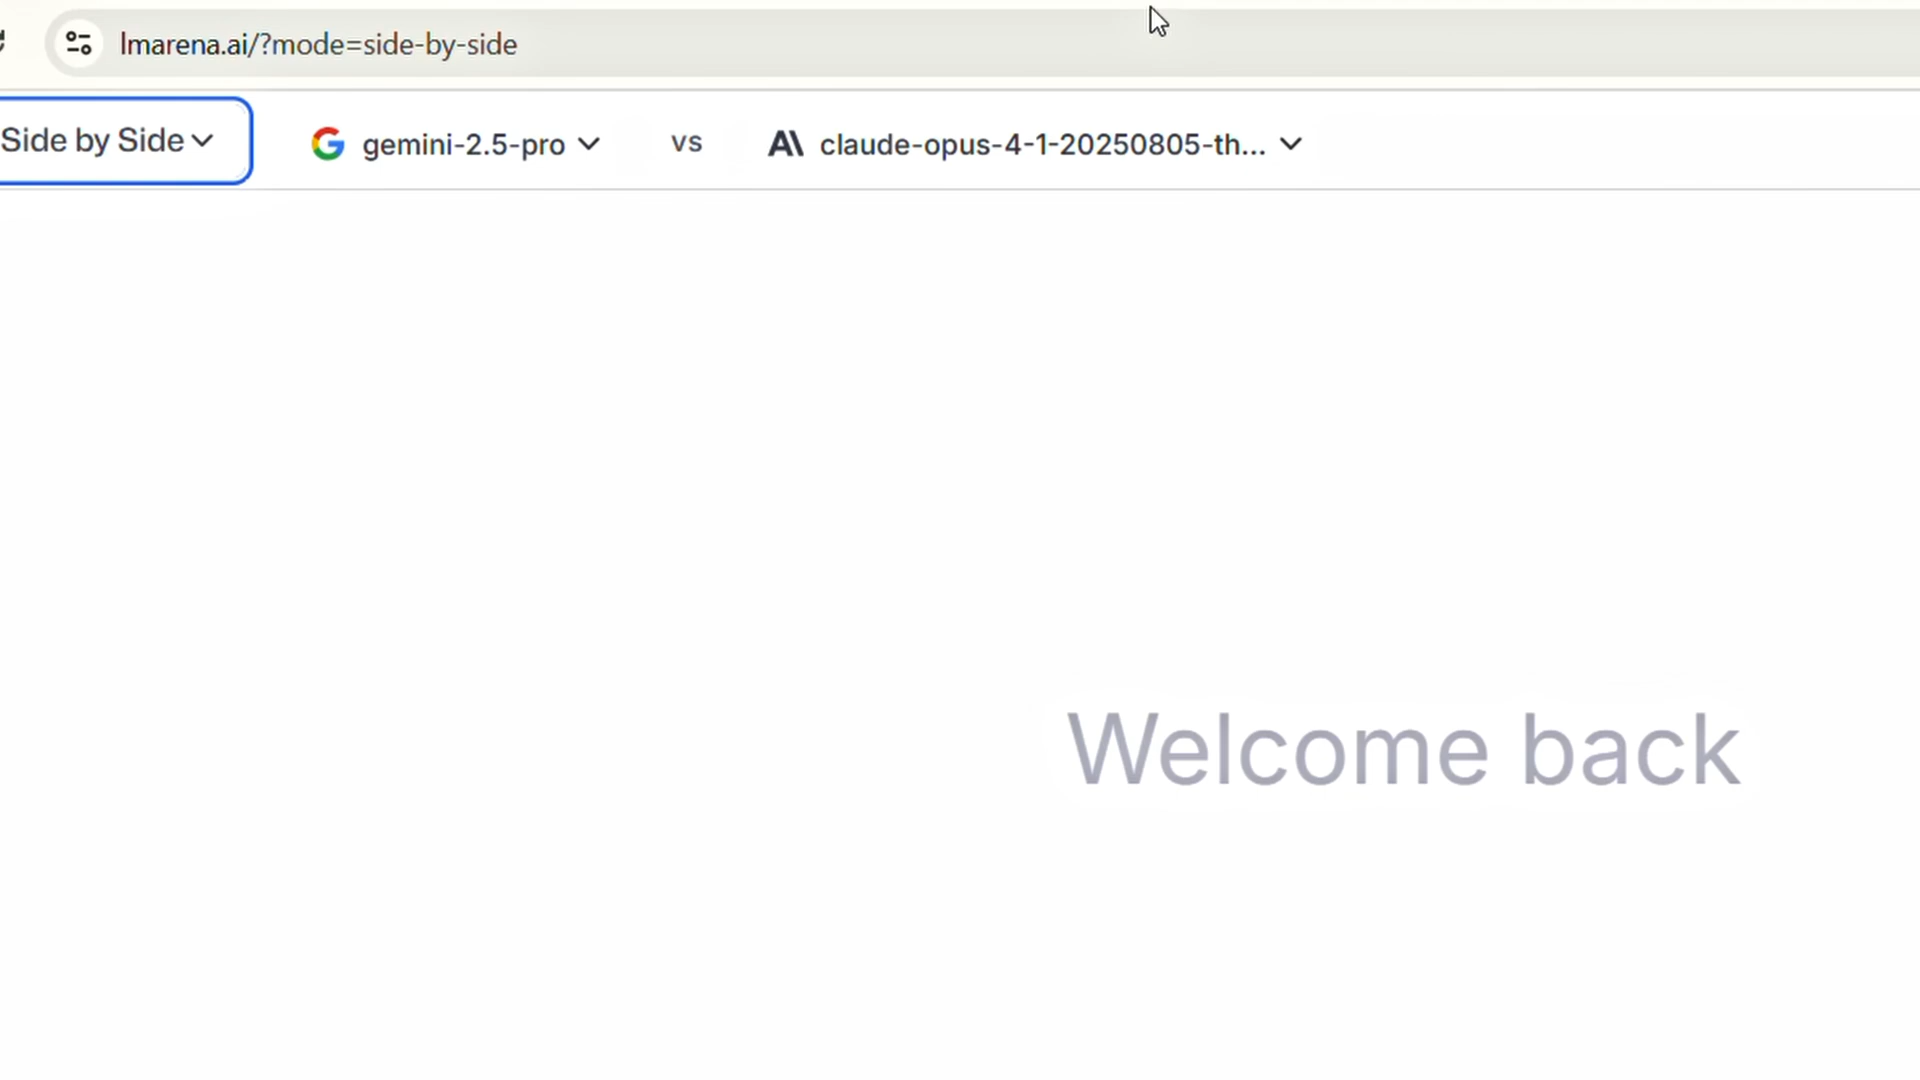 lmarena.ai/?mode=side-by-side
Side by Side
gemini-2.5-pro
vs
claude-opus-4-1-20250805-th...
Welcome back